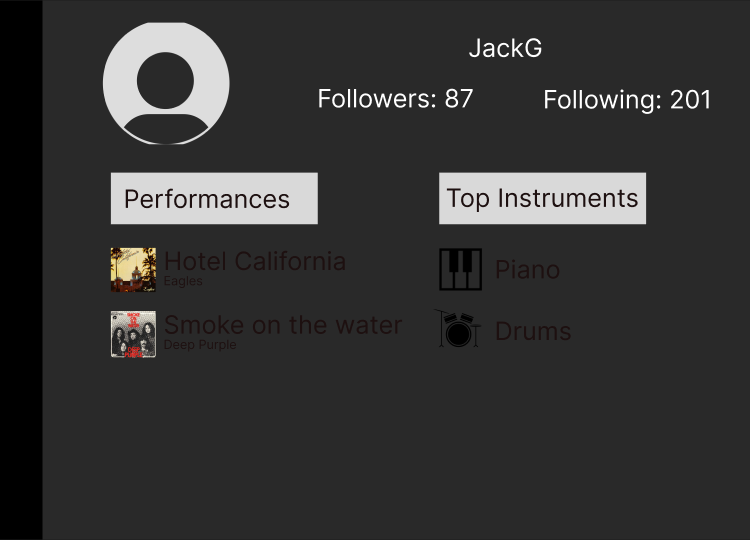 JackG
Followers: 87
Following: 201
Performances
Hotel California
Eagles
Smoke on the water
Deep Purple
Top Instruments
Piano
Drums